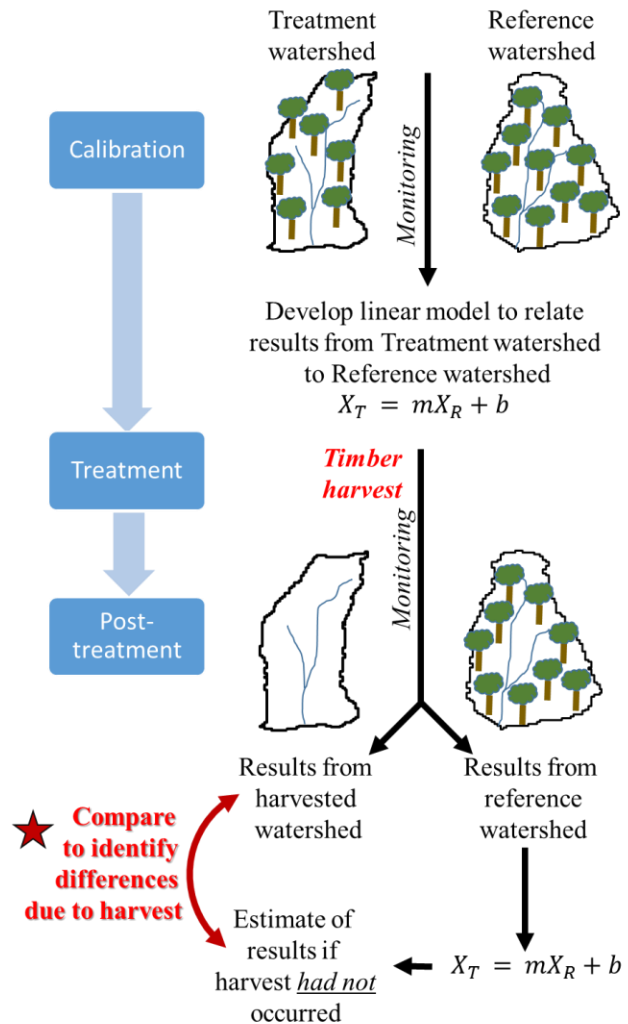 Treatment
watershed
Reference
watershed
Calibration
Monitoring
Develop linear model to relate
results from Treatment watershed
to Reference watershed
X_T = mX_R + b
Treatment
Timber
harvest
Monitoring
Post-
treatment
Results from
harvested
watershed
Results from
reference
watershed
Compare
to identify
differences
due to harvest
Estimate of
results if
harvest had not
occurred
X_T = mX_R + b